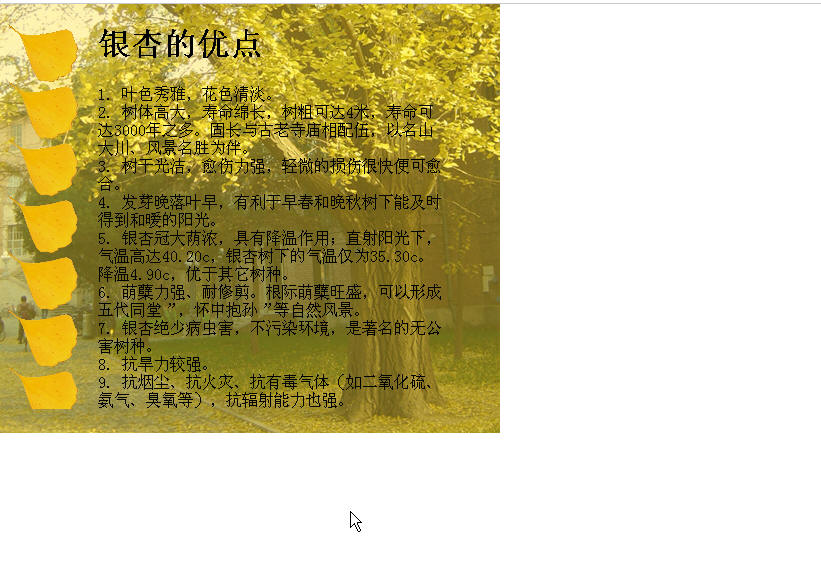 银杏的优点
1. 叶色秀雅，花色清淡。
2. 树体高大，寿命绵长，树粗可达4米，寿命可
达3000年之多。固长与古老寺庙相配伍，以名山
大川、风景名胜为伴。
3. 树干光洁，愈伤力强，轻微的损伤很快便可愈
合。
4. 发芽晚落叶早，有利于早春和晚秋树下能及时
得到和暖的阳光。
5. 银杏冠大荫浓，具有降温作用；直射阳光下，
气温高达40.20c，银杏树下的气温仅为35.30c。
降温4.90c，优于其它树种。
6. 萌蘖力强、耐修剪。根际萌蘖旺盛，可以形成
五代同堂 ”，怀中抱孙 ”等自然风景。
7. 银杏绝少病虫害，不污染环境，是著名的无公
害树种。
8. 抗旱力较强。
9. 抗烟尘、抗火灾、抗有毒气体（如二氧化硫、
氨气、臭氧等），抗辐射能力也强。